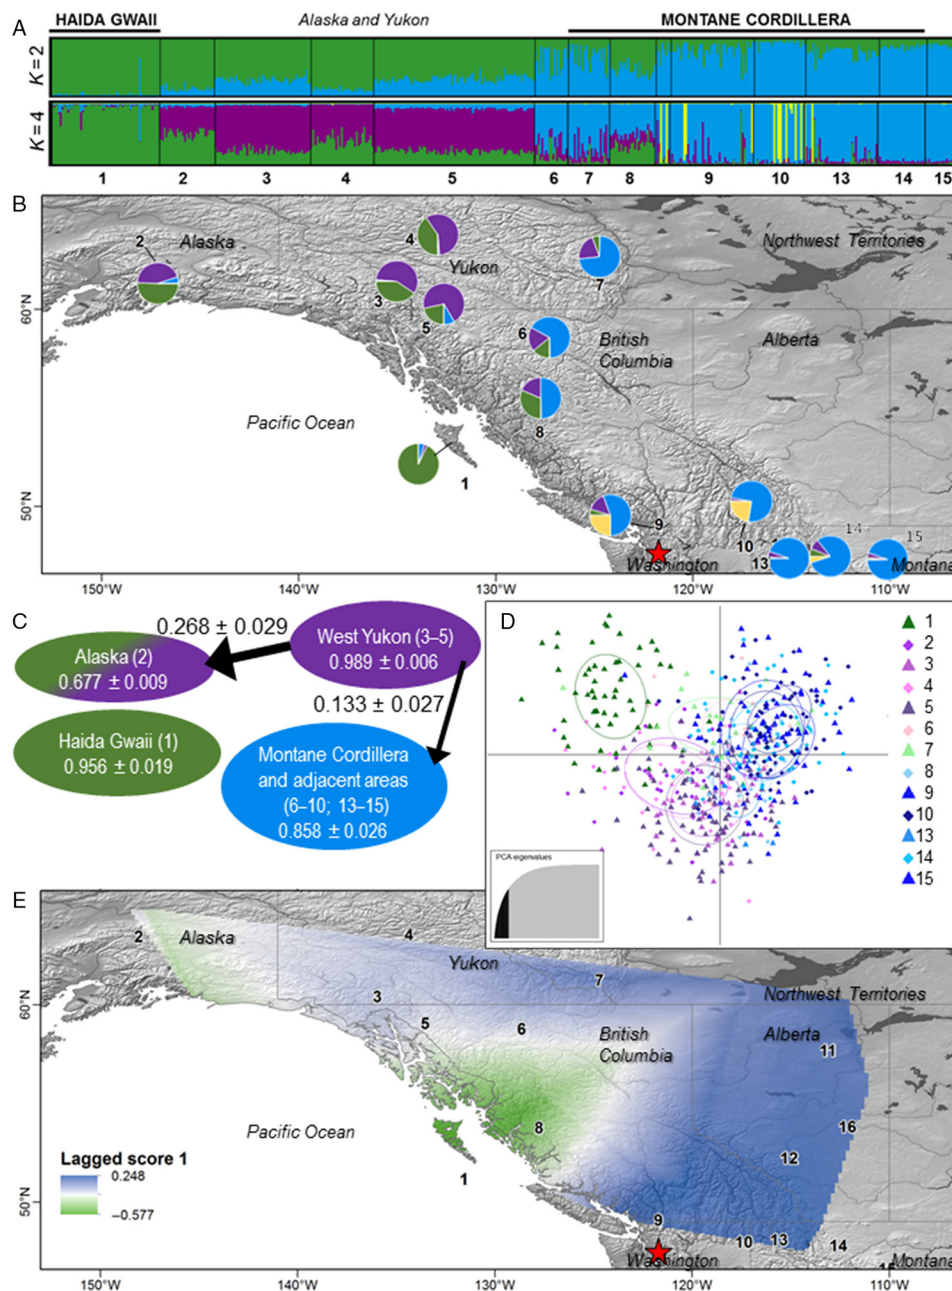 A
HAIDA GWAII
Alaska and Yukon
MONTANE CORDILLERA
K=2
K=4
1 2 3 4 5 6 7 8 9 10 13 14 15
B
2
Alaska
4
Yukon
7
Northwest Territories
3
5
60°N
6
British
Columbia
Alberta
8
Pacific Ocean
1
50°N
9
10
14
15
13
Washington
Montana
150°W 140°W 130°W 120°W 110°W
C
0.268 ± 0.029
Alaska (2)
0.677 ± 0.009
West Yukon (3–5)
0.989 ± 0.006
0.133 ± 0.027
Haida Gwaii (1)
0.956 ± 0.019
Montane Cordillera
and adjacent areas
(6–10; 13–15)
0.858 ± 0.026
D
1
2
3
4
5
6
7
8
9
10
13
14
15
PCA eigenvalues
E
2
Alaska
4
Yukon
7
Northwest Territories
3
60°N
5
6
British
Columbia
Alberta
11
8
16
Pacific Ocean
12
1
Lagged score 1
0.248
–0.577
50°N
9
10
13
14
Washington
Montana
150°W 140°W 130°W 120°W 110°W